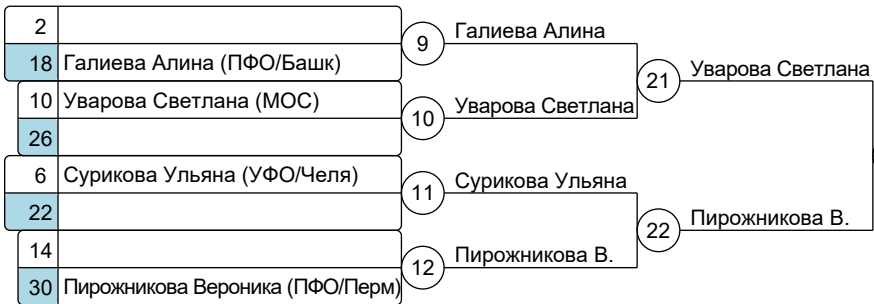 2
18 Галиева Алина (ПФО/Башк)
10 Уварова Светлана (МОС)
26
6 Сурикова Ульяна (УФО/Челя)
22
14
30 Пирожникова Вероника (ПФО/Перм)
9 Галиева Алина
10 Уварова Светлана
11 Сурикова Ульяна
12 Пирожникова В.
21 Уварова Светлана
22 Пирожникова В.